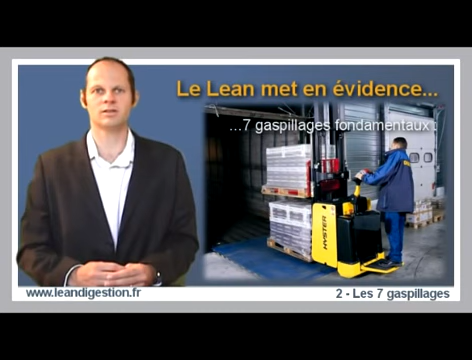 Le Lean met en évidence...
...7 gaspillages fondamentaux :
HYSTER
www.leandigestion.fr
2 - Les 7 gaspillages